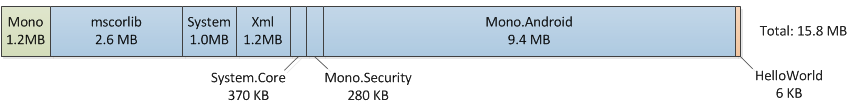 Mono
1.2MB
mscorlib
2.6 MB
System
1.0MB
Xml
1.2MB
Mono.Android
9.4 MB
Total: 15.8 MB
System.Core
370 KB
Mono.Security
280 KB
HelloWorld
6 KB